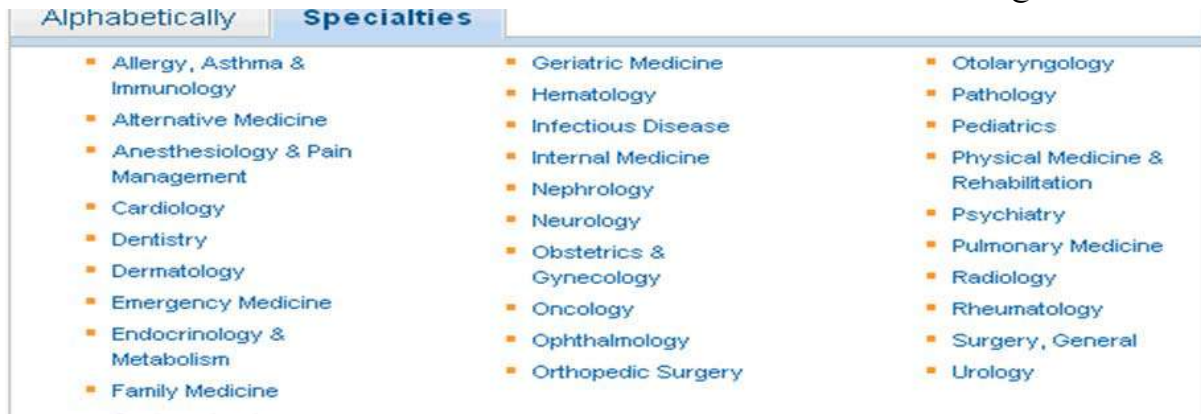 Alphabetically
Specialties
Allergy, Asthma &
Immunology
Alternative Medicine
Anesthesiology & Pain
Management
Cardiology
Dentistry
Dermatology
Emergency Medicine
Endocrinology &
Metabolism
Family Medicine
Geriatric Medicine
Hematology
Infectious Disease
Internal Medicine
Nephrology
Neurology
Obstetrics &
Gynecology
Oncology
Ophthalmology
Orthopedic Surgery
Otolaryngology
Pathology
Pediatrics
Physical Medicine &
Rehabilitation
Psychiatry
Pulmonary Medicine
Radiology
Rheumatology
Surgery, General
Urology